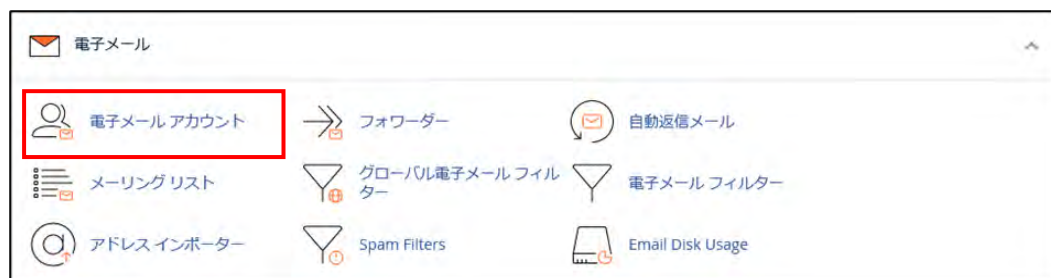 電子メール
電子メール アカウント
フォワーダー
自動返信メール
メーリング リスト
グローバル電子メール フィル
ター
電子メール フィルター
アドレス インポーター
Spam Filters
Email Disk Usage